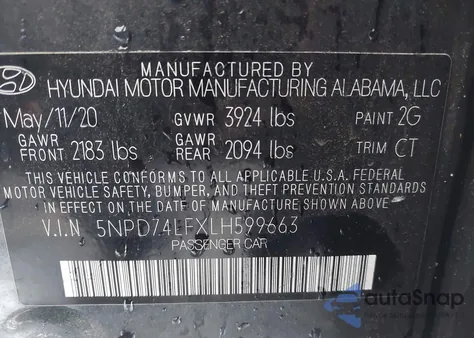 MANUFACTURED BY
HYUNDAI MOTOR MANUFACTURING ALABAMA, LLC
May/11/20 GVWR 3924 lbs PAINT 2G
GAWR FRONT 2183 lbs GAWR REAR 2094 lbs TRIM CT
THIS VEHICLE CONFORMS TO ALL APPLICABLE U.S.A. FEDERAL
MOTOR VEHICLE SAFETY, BUMPER, AND THEFT PREVENTION STANDARDS
IN EFFECT ON THE DATE OF MANUFACTURE SHOWN ABOVE.
V.I.N 5NPD74LFXLH599663
PASSENGER CAR
autoSnap